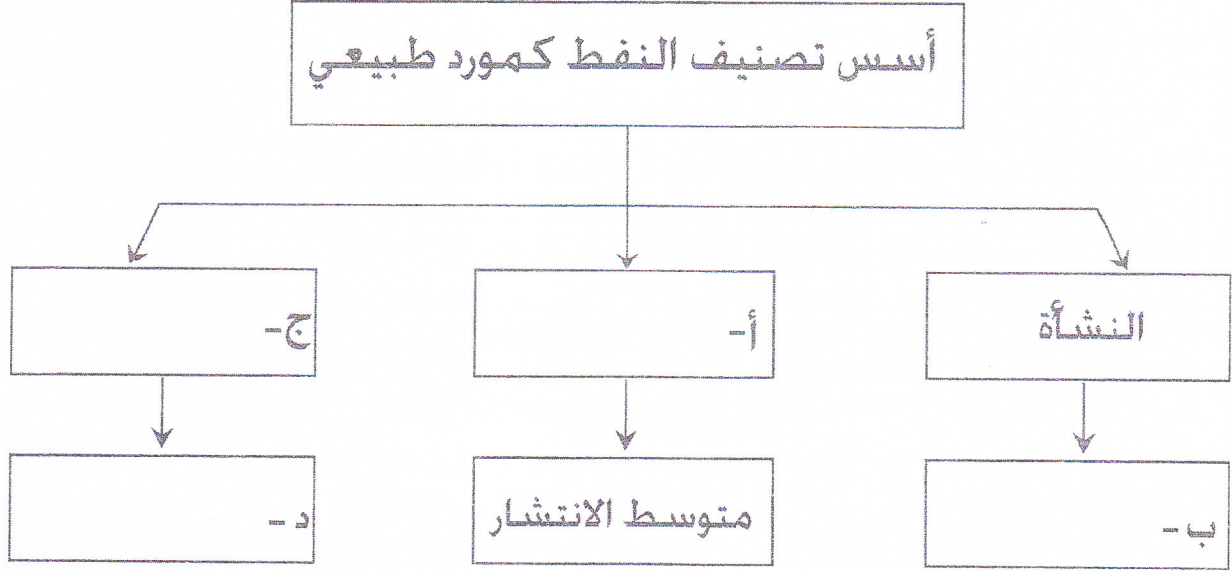 أسس تصنيف النفط كمورد طبيعي
النشأة
أ-
ج-
ب -
متوسط الانتشار
د -